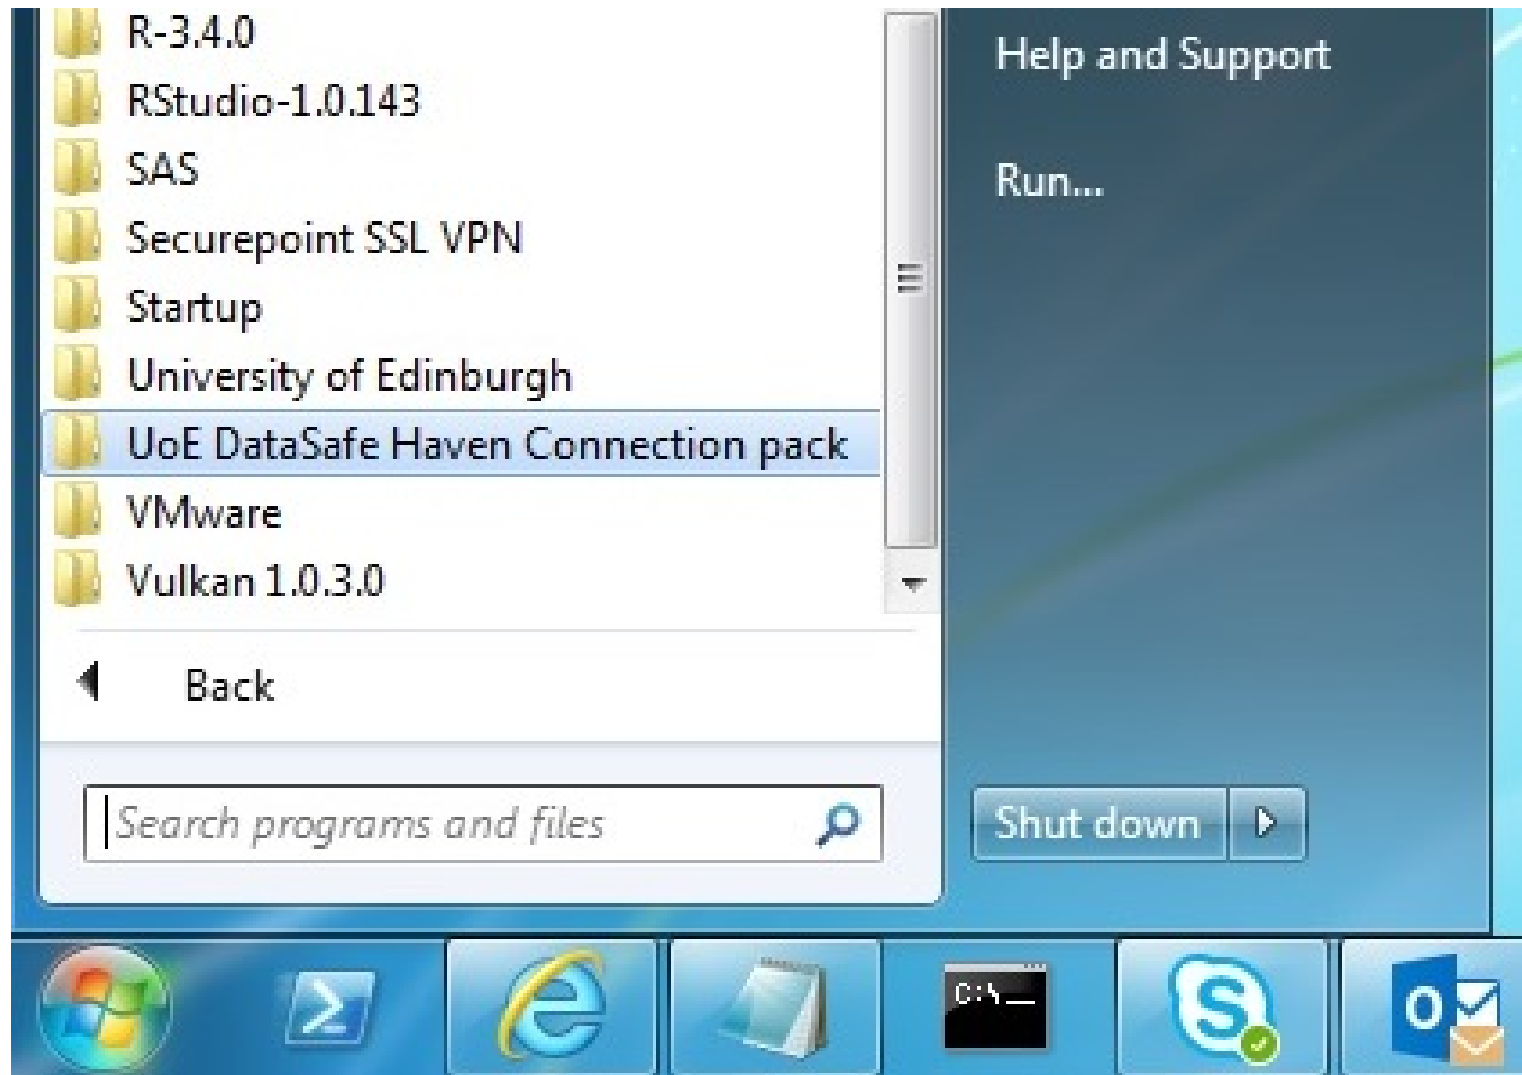 R-3.4.0
RStudio-1.0.143
SAS
Securepoint SSL VPN
Startup
University of Edinburgh
UoE DataSafe Haven Connection pack
VMware
Vulkan 1.0.3.0
Back
Search programs and files
Help and Support
Run...
Shut down
C:\_
S
O